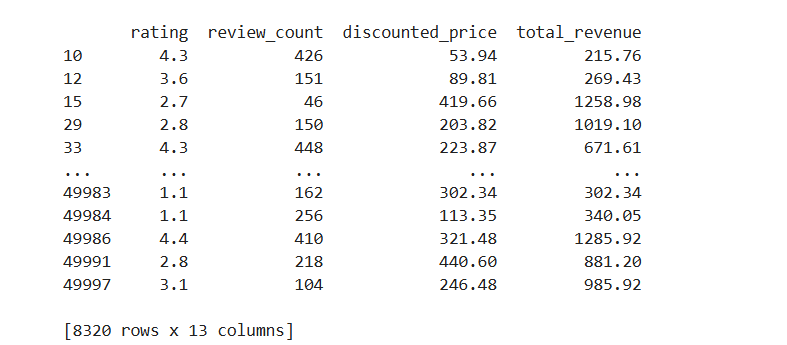 rating review_count discounted_price total_revenue
10 4.3 426 53.94 215.76
12 3.6 151 89.81 269.43
15 2.7 46 419.66 1258.98
29 2.8 150 203.82 1019.10
33 4.3 448 223.87 671.61
... ... ... ... ...
49983 1.1 162 302.34 302.34
49984 1.1 256 113.35 340.05
49986 4.4 410 321.48 1285.92
49991 2.8 218 440.60 881.20
49997 3.1 104 246.48 985.92
[8320 rows x 13 columns]